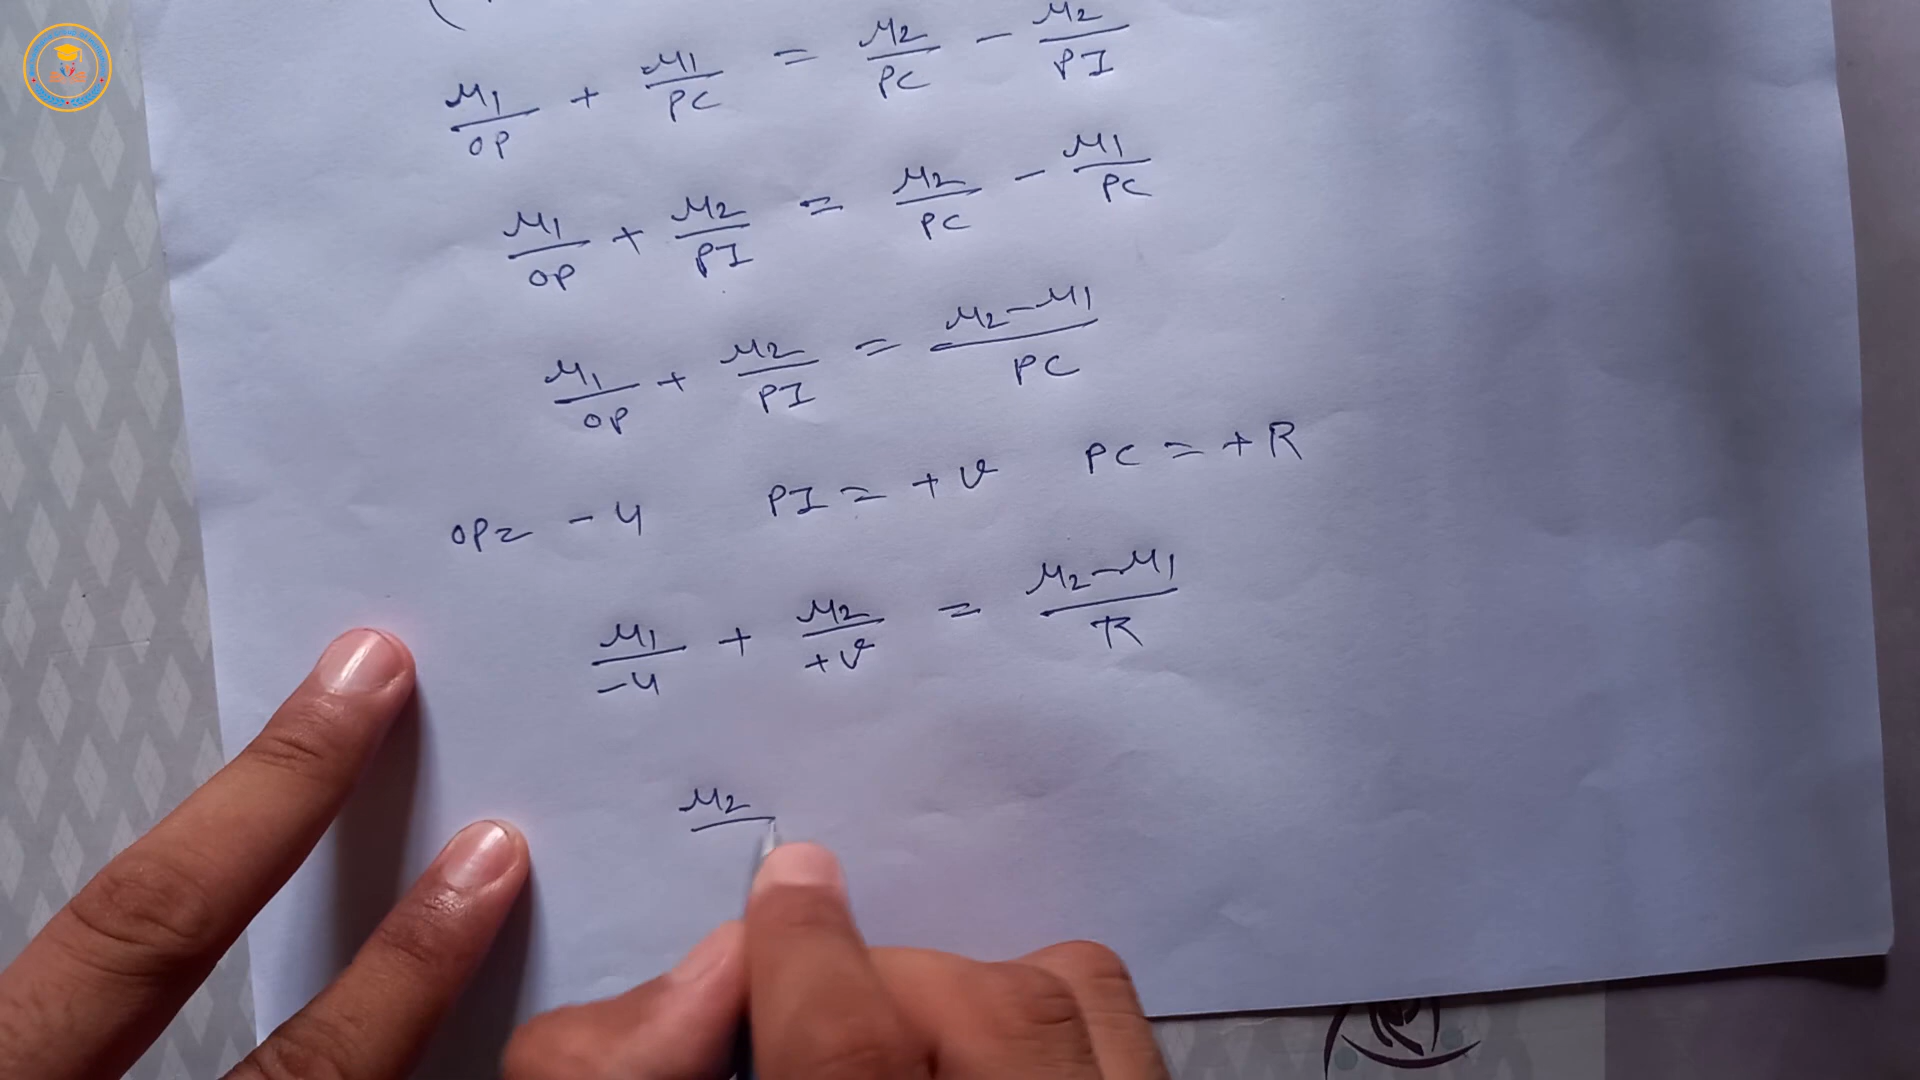 μ1/OP + μ1/PC = μ2/PC - μ2/PI
μ1/OP + μ2/PI = μ2/PC - μ1/PC
μ1/OP + μ2/PI = μ2-μ1/PC
OP = -u PI = +v PC = +R
μ1/-u + μ2/+v = μ2-μ1/R
μ2